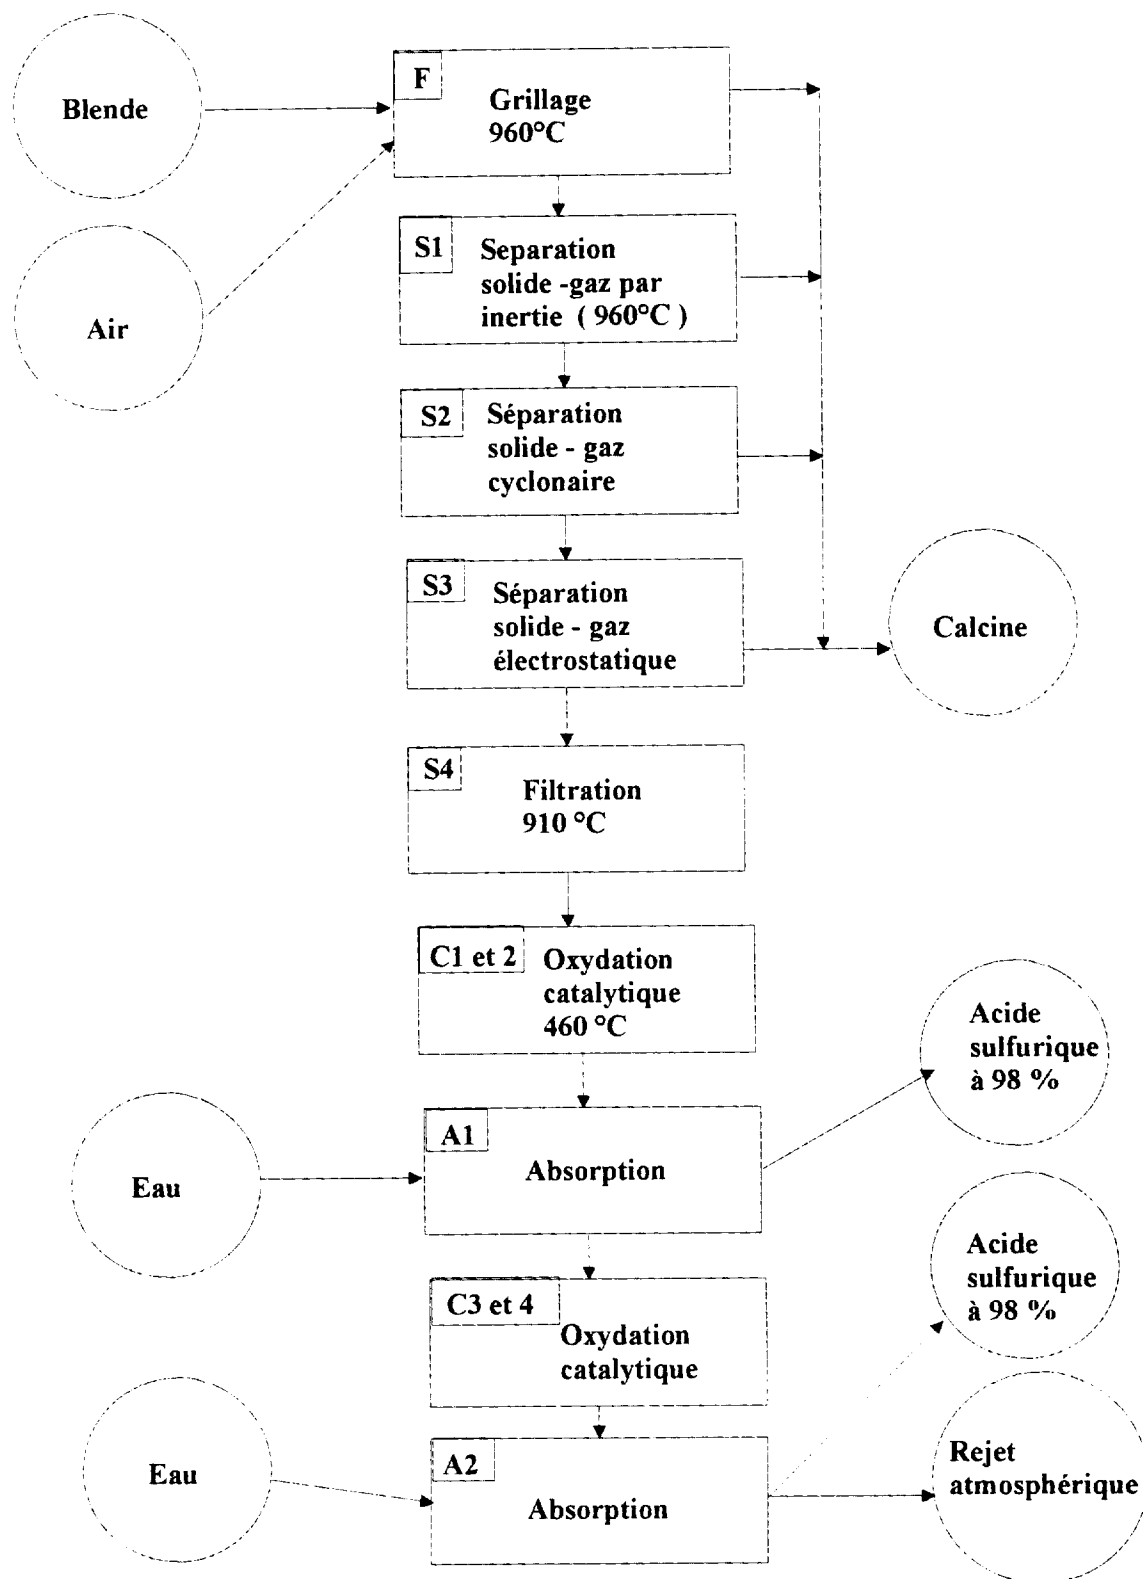 Blende
F
Grillage
960°C
Air
S1
Separation
solide -gaz par
inertie ( 960°C )
S2
Séparation
solide - gaz
cyclonaire
S3
Séparation
solide - gaz
électrostatique
Calcine
S4
Filtration
910 °C
C1 et 2
Oxydation
catalytique
460 °C
Acide
sulfurique
à 98 %
Eau
A1
Absorption
Acide
sulfurique
à 98 %
C3 et 4
Oxydation
catalytique
Eau
A2
Absorption
Rejet
atmosphérique